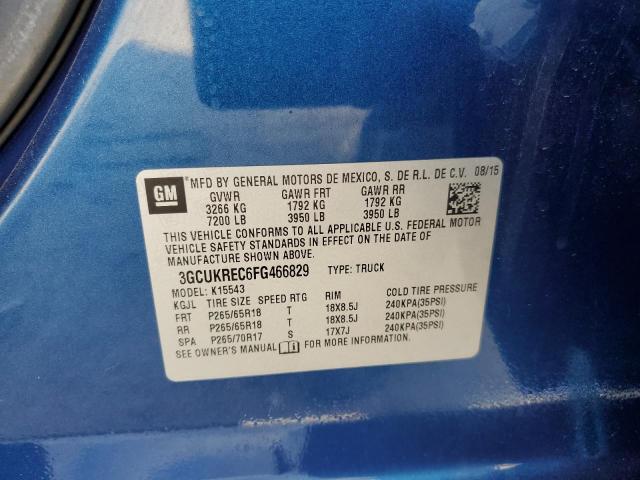 GM MFD BY GENERAL MOTORS DE MEXICO, S. DE R.L. DE C.V. 08/15
GVWR GAWR FRT GAWR RR
3266 KG 1792 KG 1792 KG
7200 LB 3950 LB 3950 LB
THIS VEHICLE CONFORMS TO ALL APPLICABLE U.S. FEDERAL MOTOR
VEHICLE SAFETY STANDARDS IN EFFECT ON THE DATE OF
MANUFACTURE SHOWN ABOVE.
3GCUKREC6FG466829 TYPE: TRUCK
MODEL: K15543
KGJL TIRE SIZE SPEED RTG RIM COLD TIRE PRESSURE
FRT P265/65R18 T 18X8.5J 240KPA(35PSI)
RR P265/65R18 T 18X8.5J 240KPA(35PSI)
SPA P265/70R17 S 17X7J 240KPA(35PSI)
SEE OWNER'S MANUAL FOR MORE INFORMATION.